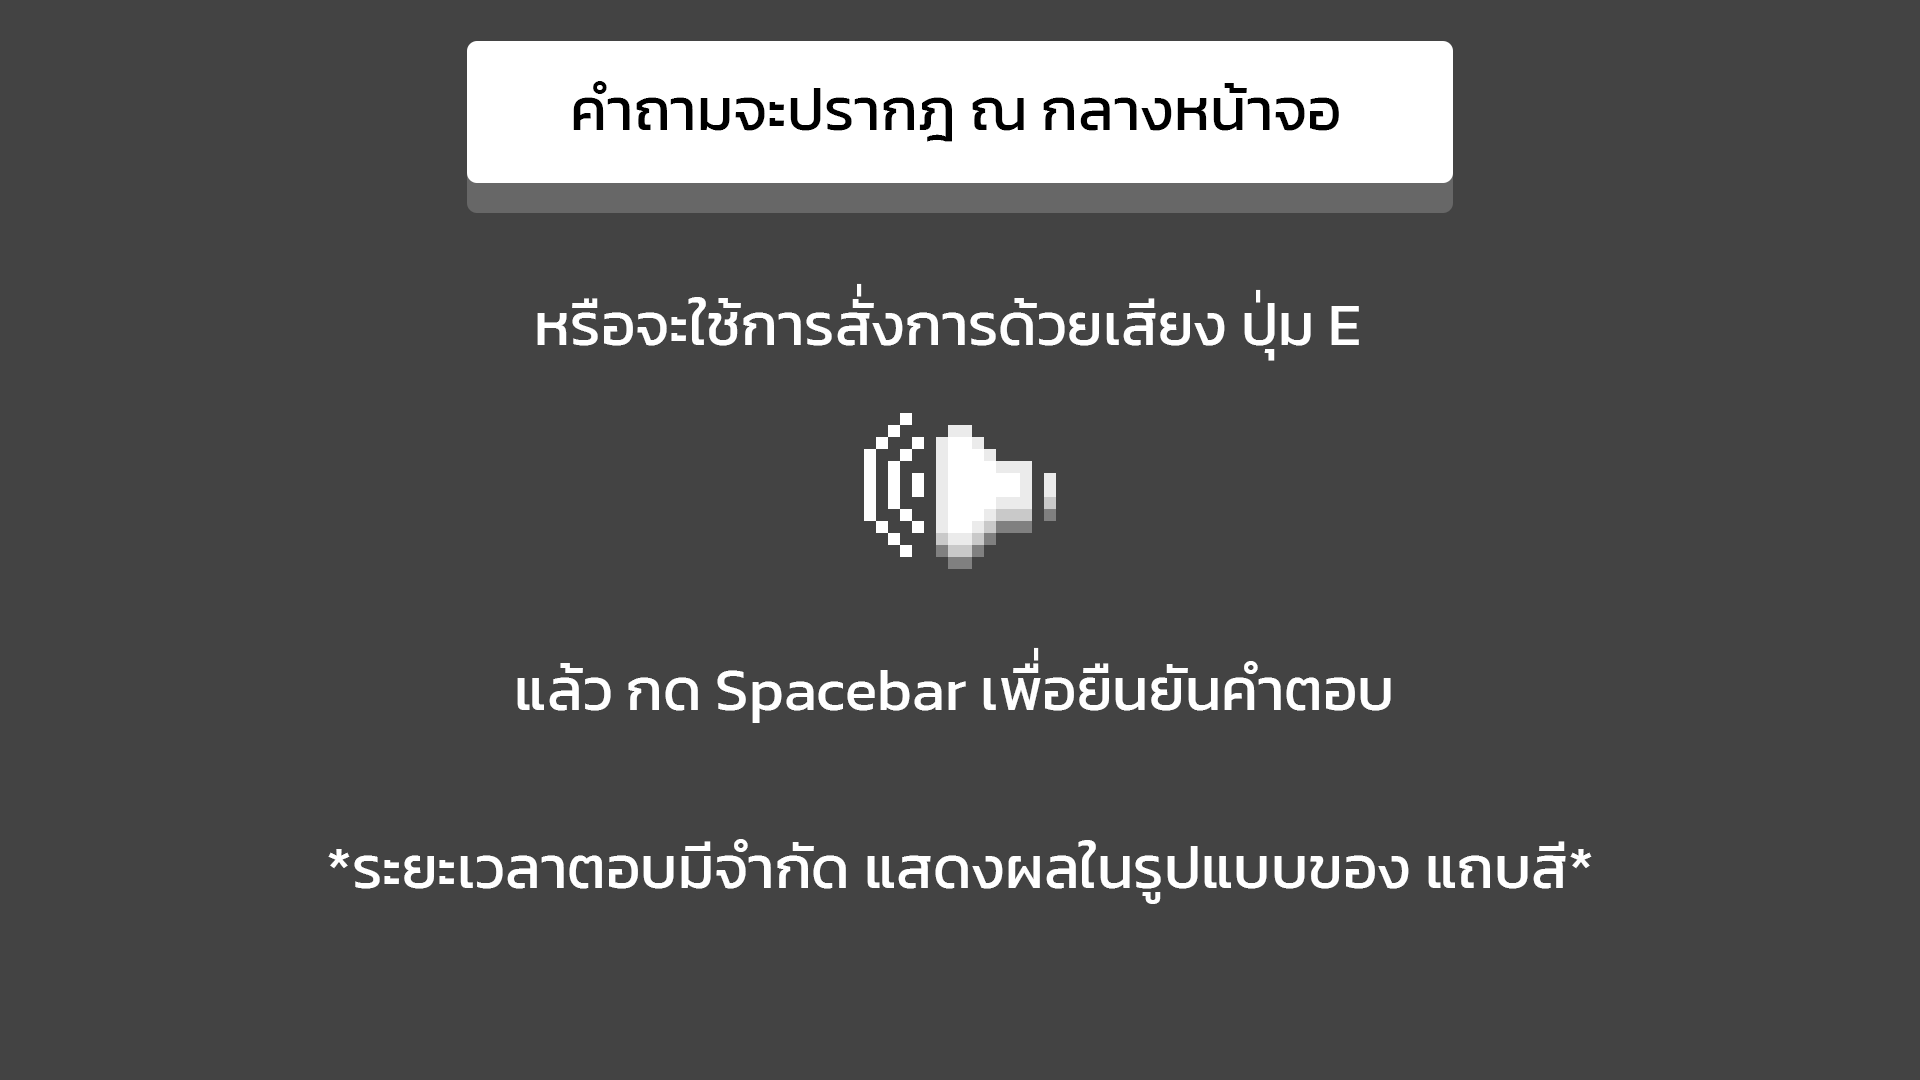 คำถามจะปรากฎ ณ กลางหน้าจอ
หรือจะใช้การสั่งการด้วยเสียง ปุ่ม E
แล้ว กด Spacebar เพื่อยืนยันคำตอบ
*ระยะเวลาตอบมีจำกัด แสดงผลในรูปแบบของ แถบสี*